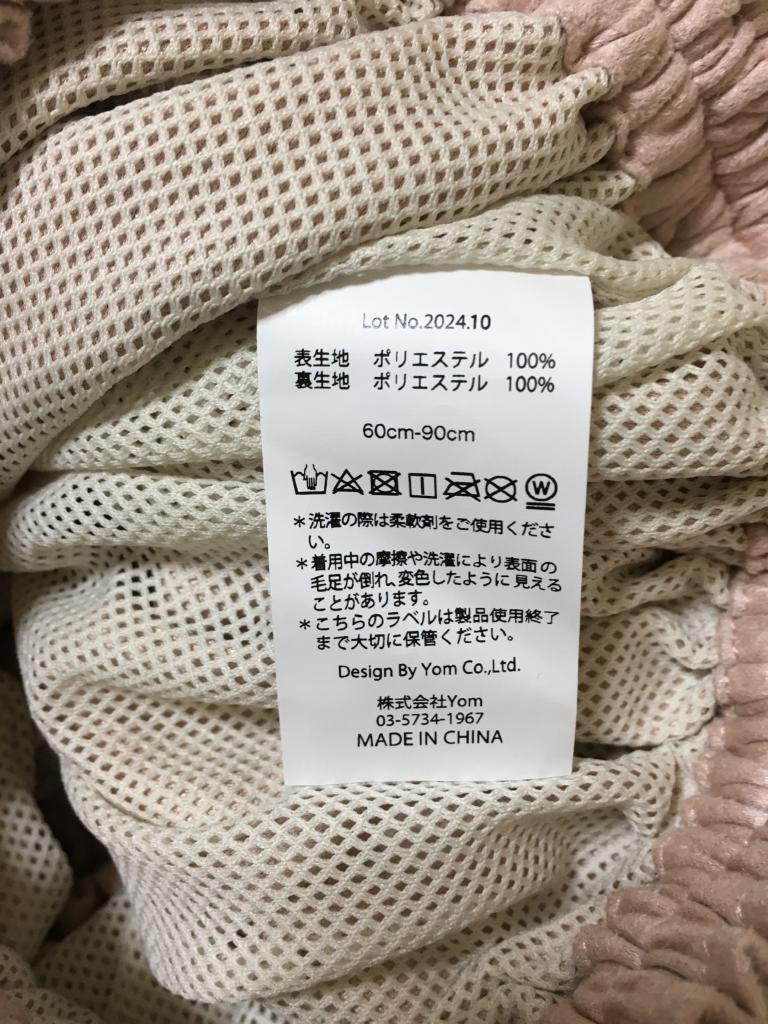 Lot No.2024.10
表生地 ポリエステル 100%
裏生地 ポリエステル 100%
60cm-90cm
W
＊洗濯の際は柔軟剤をご使用くださ
い。
＊着用中の摩擦や洗濯により表面の
毛足が倒れ、変色したように見える
ことがあります。
＊こちらのラベルは製品使用終了
まで大切に保管ください。
Design By Yom Co.,Ltd.
株式会社Yom
03-5734-1967
MADE IN CHINA